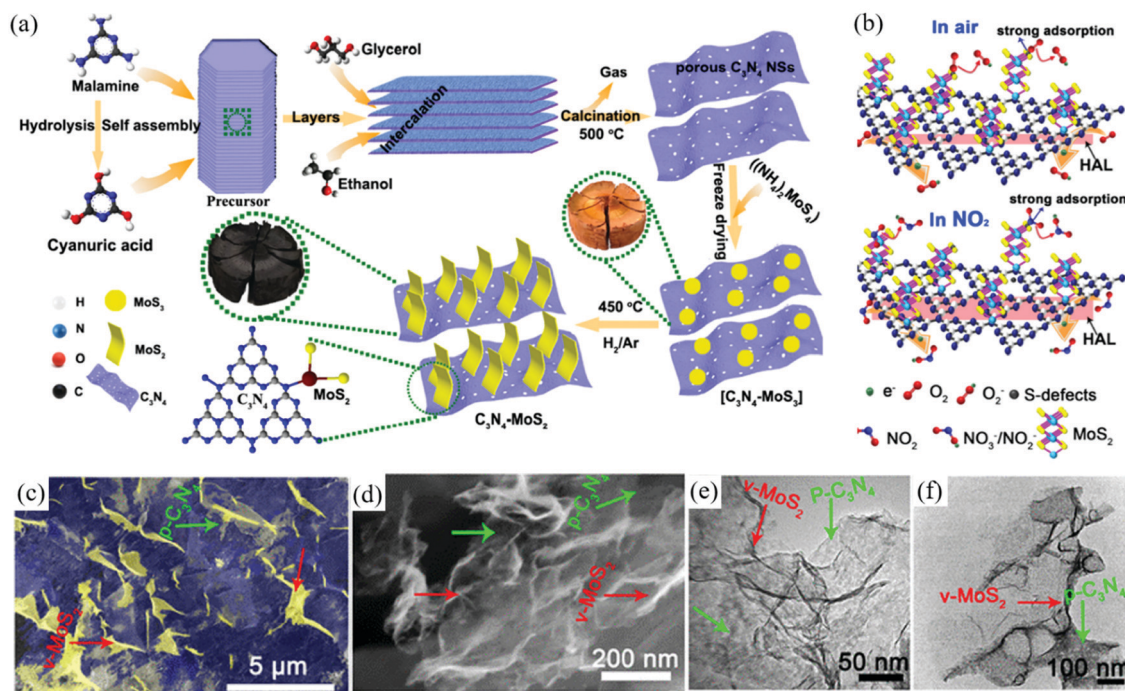 (a)
Malamine
Hydrolysis Self assembly
Cyanuric acid
Precursor
Layers
Glycerol
Ethanol
Intercalation
Gas
Calcination
500 °C
porous C₃N₄ NSs
Freeze drying
((NH₄)₂MoS₄)
[C₃N₄-MoS₃]
450 °C
H₂/Ar
C₃N₄-MoS₂
C₃N₄
MoS₂
H
N
O
C
MoS₃
MoS₂
C₃N₄
(b)
In air
strong adsorption
HAL
In NO₂
strong adsorption
HAL
e⁻ O₂ O₂⁻ S-defects
NO₂ NO₃⁻/NO₂⁻ MoS₂
(c)
p-C₃N₄
v-MoS₂
5 µm
(d)
p-C₃N₄
v-MoS₂
200 nm
(e)
v-MoS₂
P-C₃N₄
50 nm
(f)
v-MoS₂
p-C₃N₄
100 nm